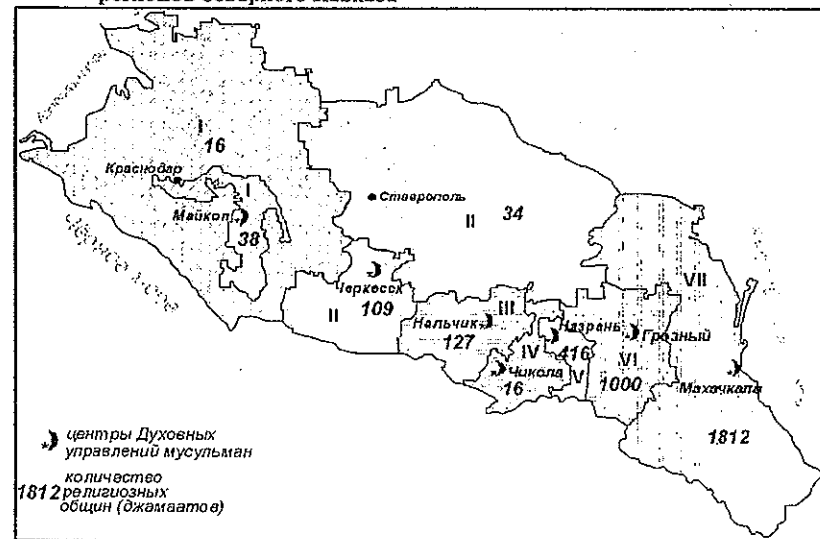 I
16
Краснодар
I
Майкоп
38
Ставрополь
II
34
Черкесск
109
II
VII
III
Нальчик
127
Назрань
416
IV
Чикола
16
V
Грозный
VI
1000
Махачкала
1812
центры Духовных
управлений мусульман
количество
1812 религиозных
общин (джамаатов)